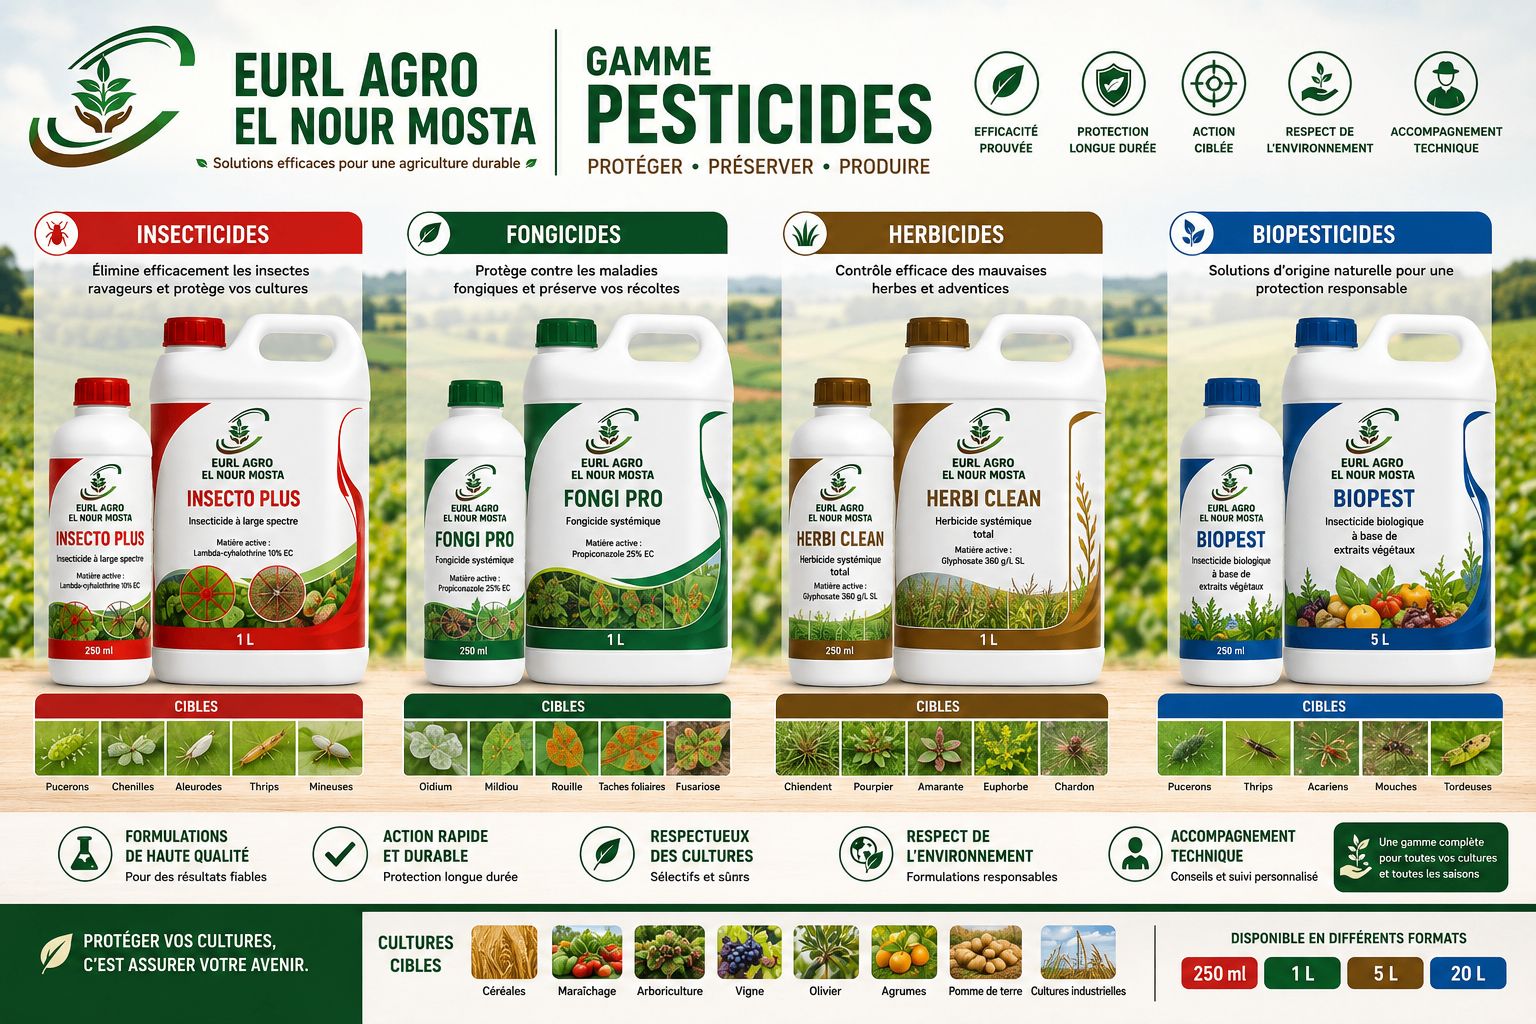 EURL AGRO
EL NOUR MOSTA
Solutions efficaces pour une agriculture durable
GAMME
PESTICIDES
PROTÉGER • PRÉSERVER • PRODUIRE
EFFICACITÉ
PROUVÉE
PROTECTION
LONGUE DURÉE
ACTION
CIBLÉE
RESPECT DE
L'ENVIRONNEMENT
ACCOMPAGNEMENT
TECHNIQUE
INSECTICIDES
Élimine efficacement les insectes
ravageurs et protège vos cultures
EURL AGRO
EL NOUR MOSTA
INSECTO PLUS
Insecticide à large spectre
Matière active :
Lambda-cyhalothrine 10% EC
250 ml
EURL AGRO
EL NOUR MOSTA
INSECTO PLUS
Insecticide à large spectre
Matière active :
Lambda-cyhalothrine 10% EC
1 L
CIBLES
Pucerons
Chenilles
Aleurodes
Thrips
Mineuses
FONGICIDES
Protège contre les maladies
fongiques et préserve vos récoltes
EURL AGRO
EL NOUR MOSTA
FONGI PRO
Fongicide systémique
Matière active :
Propiconazole 25% EC
250 ml
EURL AGRO
EL NOUR MOSTA
FONGI PRO
Fongicide systémique
Matière active :
Propiconazole 25% EC
1 L
CIBLES
Oïdium
Mildiou
Rouille
Taches foliaires
Fusariose
HERBICIDES
Contrôle efficace des mauvaises
herbes et adventices
EURL AGRO
EL NOUR MOSTA
HERBI CLEAN
Herbicide systémique
total
Matière active :
Glyphosate 360 g/L SL
250 ml
EURL AGRO
EL NOUR MOSTA
HERBI CLEAN
Herbicide systémique
total
Matière active :
Glyphosate 360 g/L SL
1 L
CIBLES
Chiendent
Pourpier
Amarante
Euphorbe
Chardon
BIOPESTICIDES
Solutions d'origine naturelle pour une
protection responsable
EURL AGRO
EL NOUR MOSTA
BIOPEST
Insecticide biologique
à base de
extraits végétaux
250 ml
EURL AGRO
EL NOUR MOSTA
BIOPEST
Insecticide biologique
à base de
extraits végétaux
5 L
CIBLES
Pucerons
Thrips
Acariens
Mouches
Tordeuses
FORMULATIONS
DE HAUTE QUALITÉ
Pour des résultats fiables
ACTION RAPIDE
ET DURABLE
Protection longue durée
RESPECTUEUX
DES CULTURES
Sélectifs et sûnrs
RESPECT DE
L'ENVIRONNEMENT
Formulations responsables
ACCOMPAGNEMENT
TECHNIQUE
Conseils et suivi personnalisé
Une gamme complète
pour toutes vos cultures
et toutes les saisons
PROTÉGER VOS CULTURES,
C'EST ASSURER VOTRE AVENIR.
CULTURES
CIBLES
Céréales
Maraîchage
Arboriculture
Vigne
Olivier
Agrumes
Pomme de terre
Cultures industrielles
DISPONIBLE EN DIFFÉRENTS FORMATS
250 ml
1 L
5 L
20 L